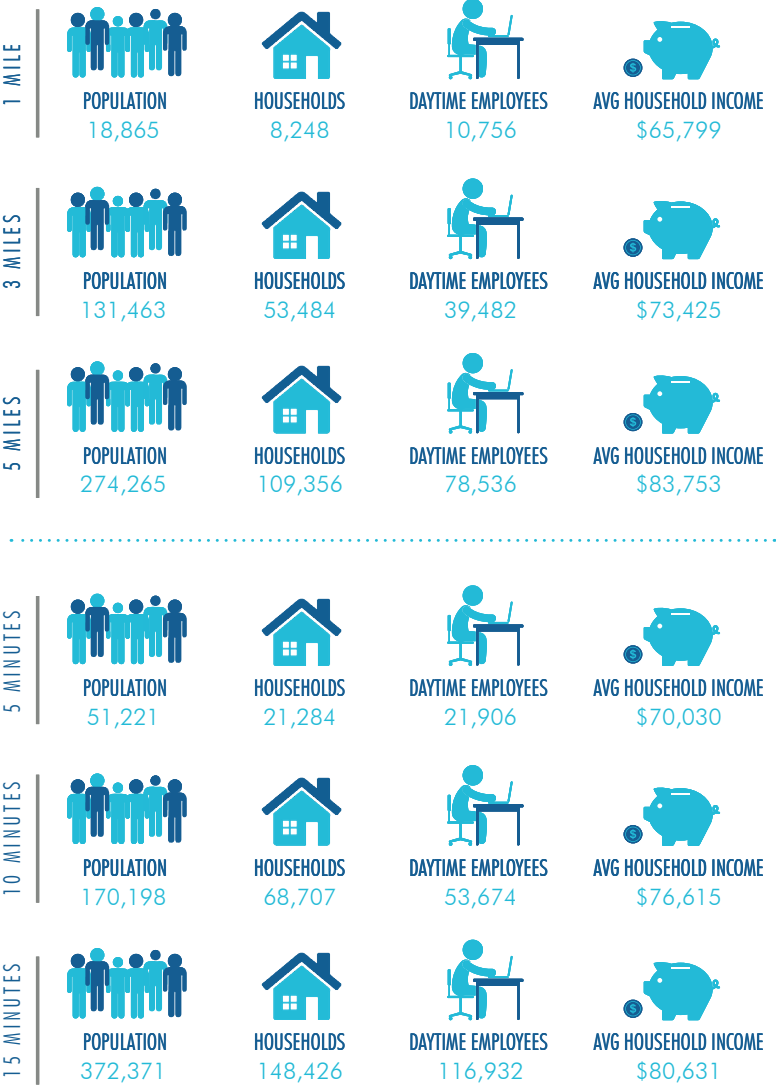 1 MILE
POPULATION
18,865
HOUSEHOLDS
8,248
DAYTIME EMPLOYEES
10,756
$
AVG HOUSEHOLD INCOME
$65,799
3 MILES
POPULATION
131,463
HOUSEHOLDS
53,484
DAYTIME EMPLOYEES
39,482
$
AVG HOUSEHOLD INCOME
$73,425
5 MILES
POPULATION
274,265
HOUSEHOLDS
109,356
DAYTIME EMPLOYEES
78,536
$
AVG HOUSEHOLD INCOME
$83,753
5 MINUTES
POPULATION
51,221
HOUSEHOLDS
21,284
DAYTIME EMPLOYEES
21,906
$
AVG HOUSEHOLD INCOME
$70,030
10 MINUTES
POPULATION
170,198
HOUSEHOLDS
68,707
DAYTIME EMPLOYEES
53,674
$
AVG HOUSEHOLD INCOME
$76,615
15 MINUTES
POPULATION
372,371
HOUSEHOLDS
148,426
DAYTIME EMPLOYEES
116,932
$
AVG HOUSEHOLD INCOME
$80,631